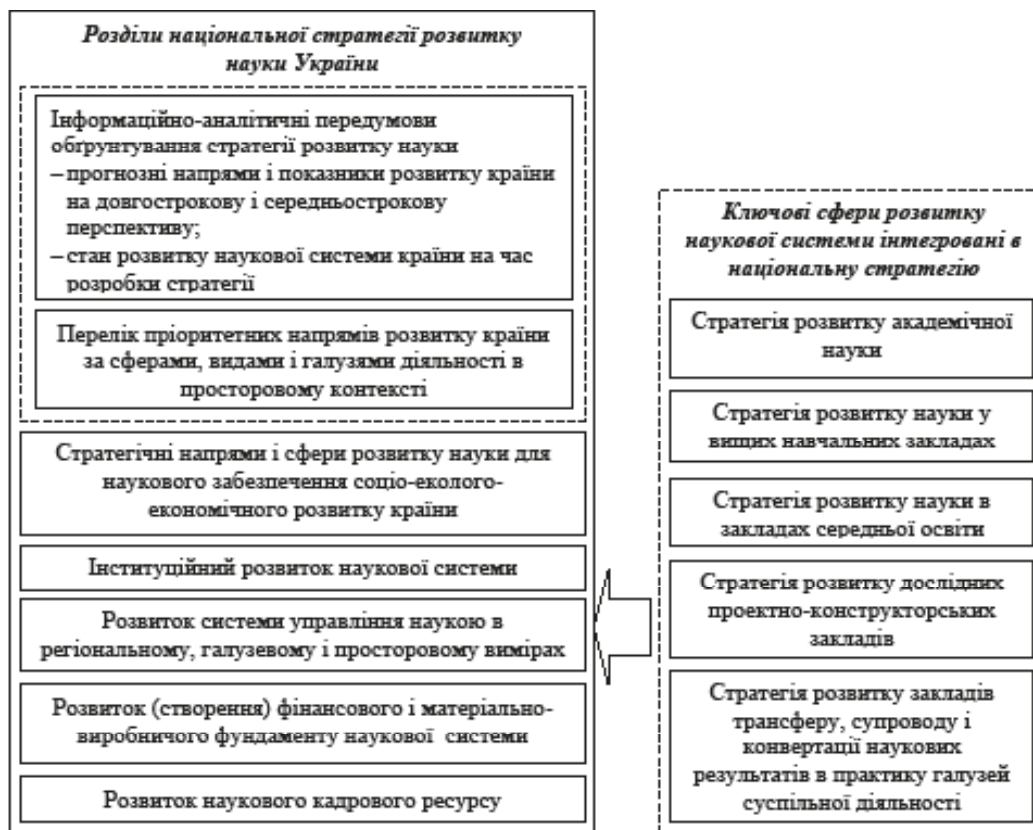 Розділи національної стратегії розвитку
науки України
Інформаційно-аналітичні передумови
обґрунтування стратегії розвитку науки
– прогнозні напрями і показники розвитку країни
на довгострокову і середньострокову
перспективу;
– стан розвитку наукової системи країни на час
розробки стратегії
Перелік пріоритетних напрямів розвитку країни
за сферами, видами і галузями діяльності в
просторовому контексті
Стратегічні напрями і сфери розвитку науки для
наукового забезпечення соціо-еколого-
економічного розвитку країни
Інституційний розвиток наукової системи
Розвиток системи управління наукою в
регіональному, галузевому і просторовому вимірах
Розвиток (створення) фінансового і матеріально-
виробничого фундаменту наукової системи
Розвиток наукового кадрового ресурсу
Ключові сфери розвитку
наукової системи інтегровані в
національну стратегію
Стратегія розвитку академічної
науки
Стратегія розвитку науки у
вищих навчальних закладах
Стратегія розвитку науки в
закладах середньої освіти
Стратегія розвитку дослідних
проектно-конструкторських
закладів
Стратегія розвитку закладів
трансферу, супроводу і
конвертації наукових
результатів в практику галузей
суспільної діяльності